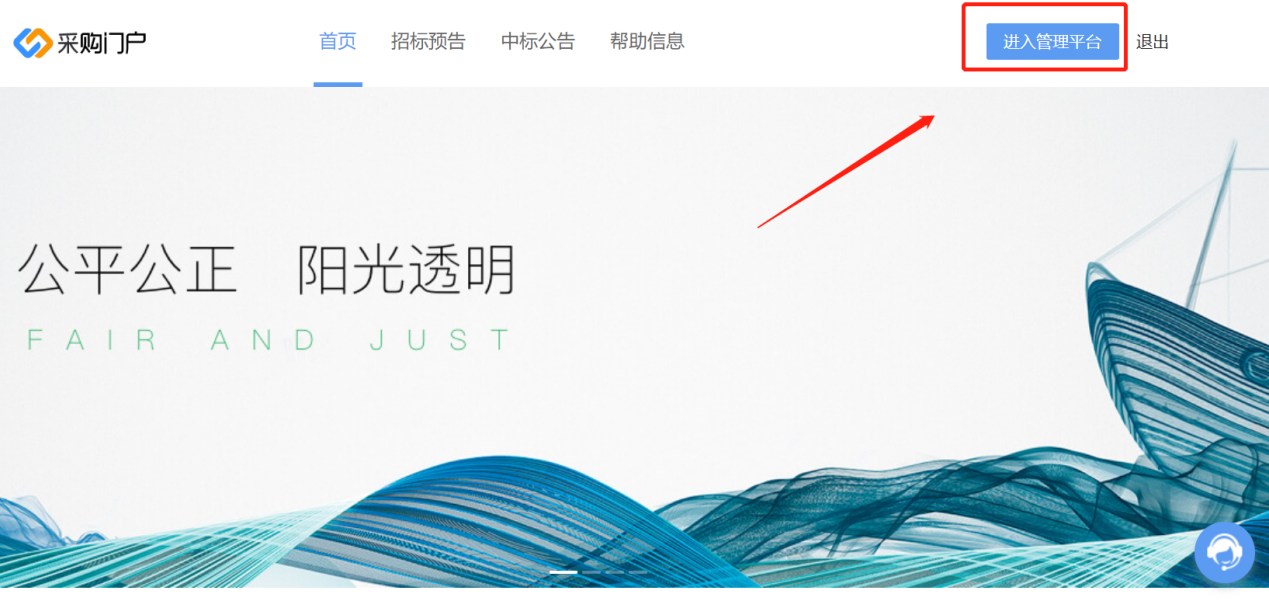 采购门户
首页 招标预告 中标公告 帮助信息
进入管理平台 退出
公平公正 阳光透明
FAIR AND JUST